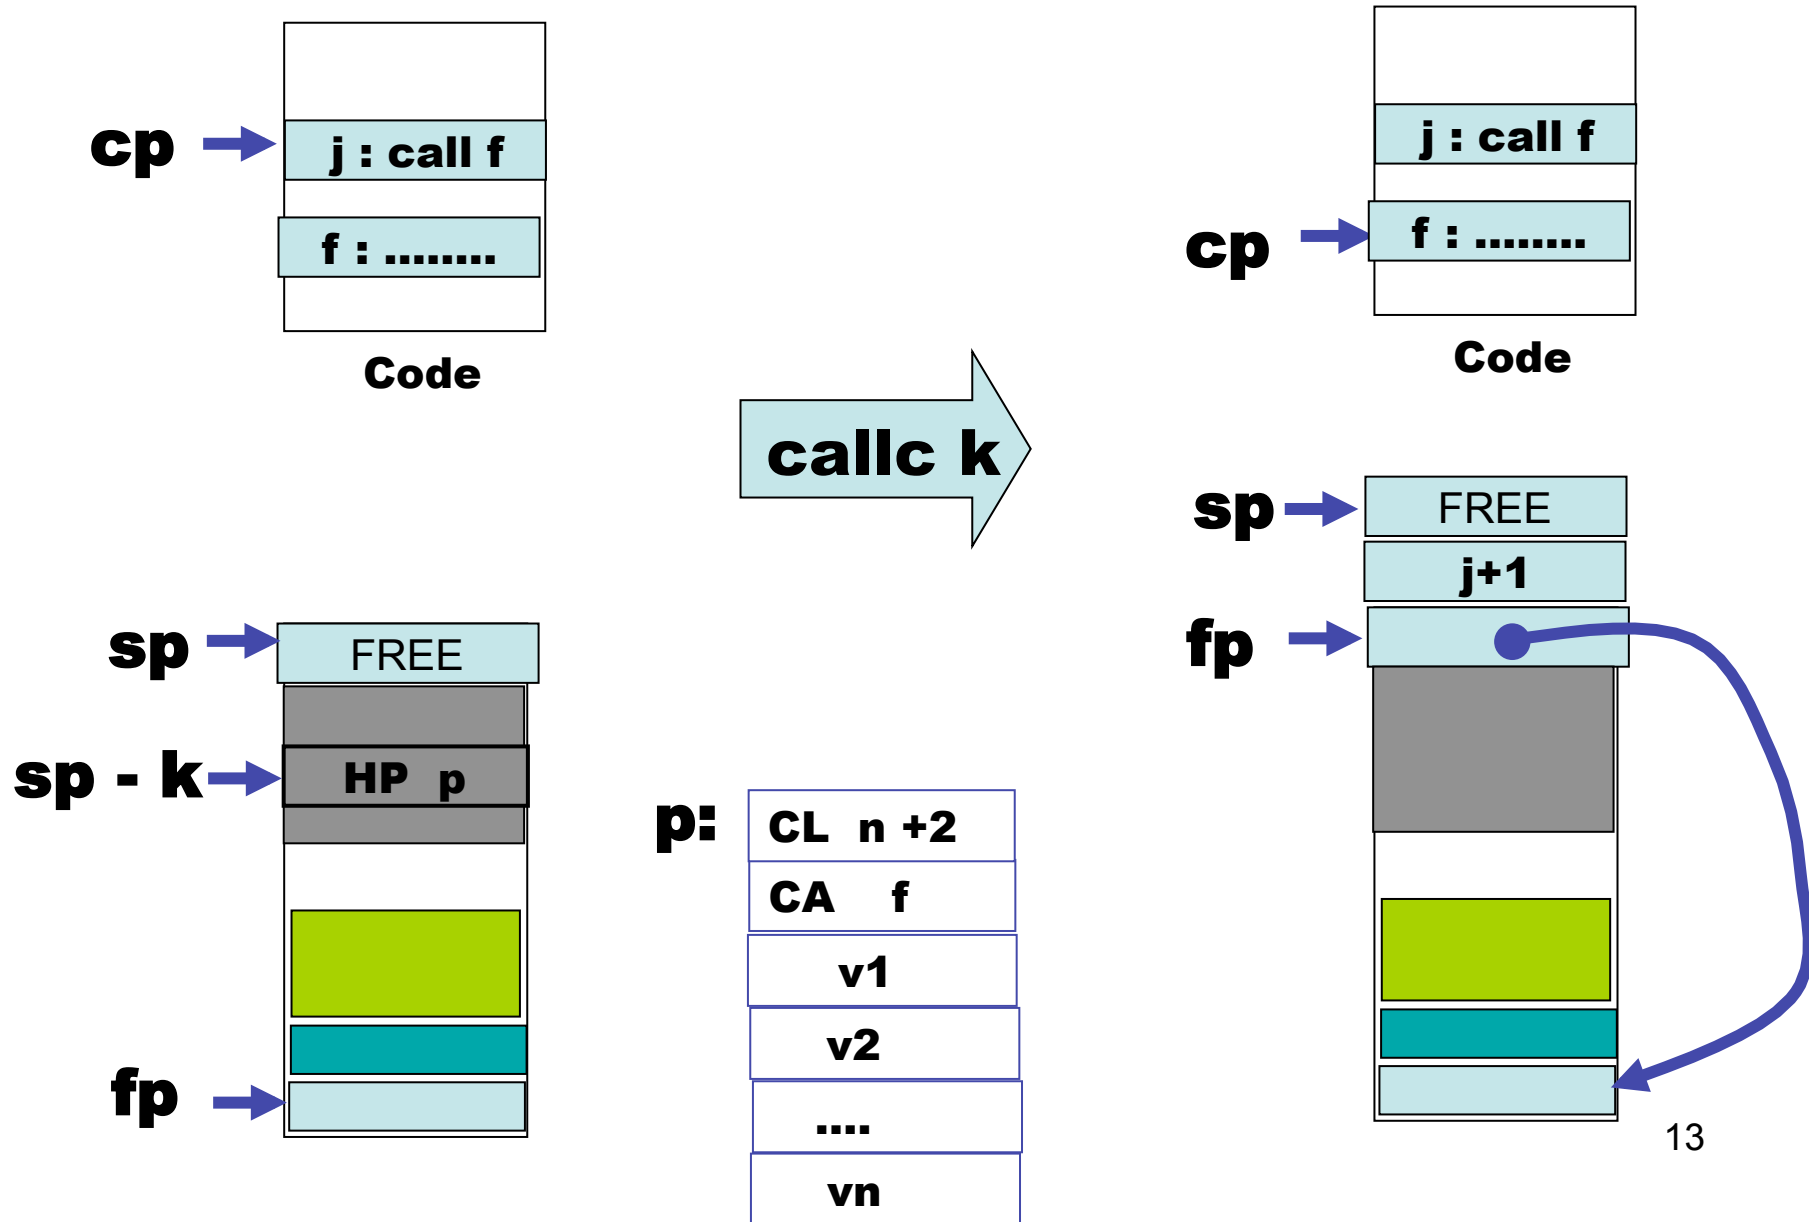 cp
j : call f
f : ........
Code
j : call f
cp
f : ........
Code
callc k
sp
FREE
sp - k
HP p
fp
p:
CL n +2
CA f
v1
v2
....
vn
sp
FREE
j+1
fp
13